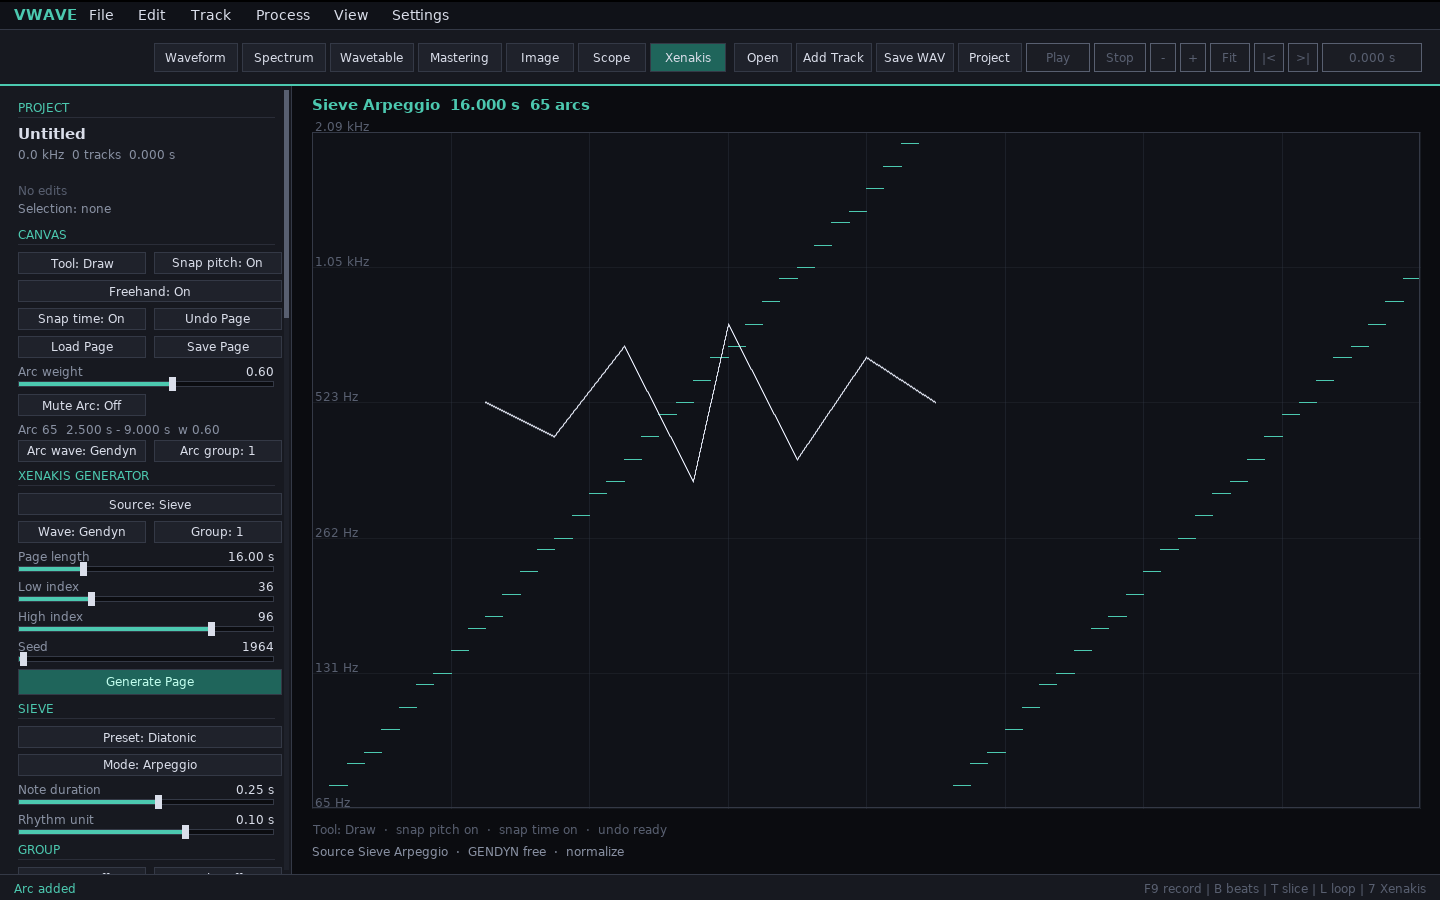 VWAVE File Edit Track Process View Settings
Waveform Spectrum Wavetable Mastering Image Scope Xenakis Open Add Track Save WAV Project Play Stop - + Fit |< >| 0.000 s
PROJECT
Untitled
0.0 kHz 0 tracks 0.000 s
No edits
Selection: none
CANVAS
Tool: Draw Snap pitch: On
Freehand: On
Snap time: On Undo Page
Load Page Save Page
Arc weight 0.60
Mute Arc: Off
Arc 65 2.500 s - 9.000 s w 0.60
Arc wave: Gendyn Arc group: 1
XENAKIS GENERATOR
Source: Sieve
Wave: Gendyn Group: 1
Page length 16.00 s
Low index 36
High index 96
Seed 1964
Generate Page
SIEVE
Preset: Diatonic
Mode: Arpeggio
Note duration 0.25 s
Rhythm unit 0.10 s
GROUP
Sieve Arpeggio 16.000 s 65 arcs
2.09 kHz
1.05 kHz
523 Hz
262 Hz
131 Hz
65 Hz
Tool: Draw · snap pitch on · snap time on · undo ready
Source Sieve Arpeggio · GENDYN free · normalize
Arc added F9 record | B beats | T slice | L loop | 7 Xenakis